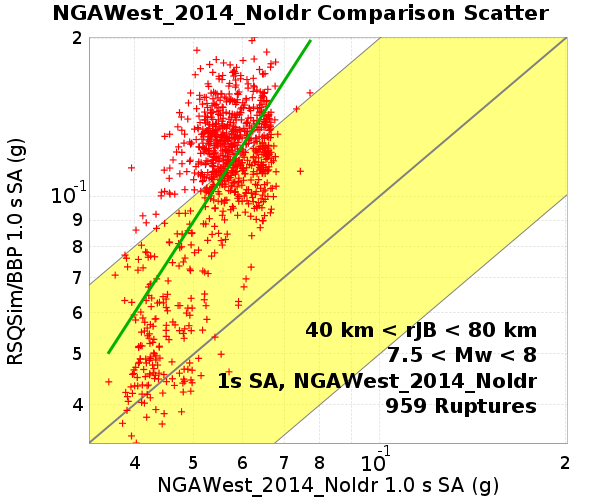 NGAWest_2014_NoIdr Comparison Scatter
2
10-1
9
8
7
6
5
4
RSQSim/BBP 1.0 s SA (g)
40 km < rJB < 80 km
7.5 < Mw < 8
1s SA, NGAWest_2014_NoIdr
959 Ruptures
4 5 6 7 8 10-1 2
NGAWest_2014_NoIdr 1.0 s SA (g)